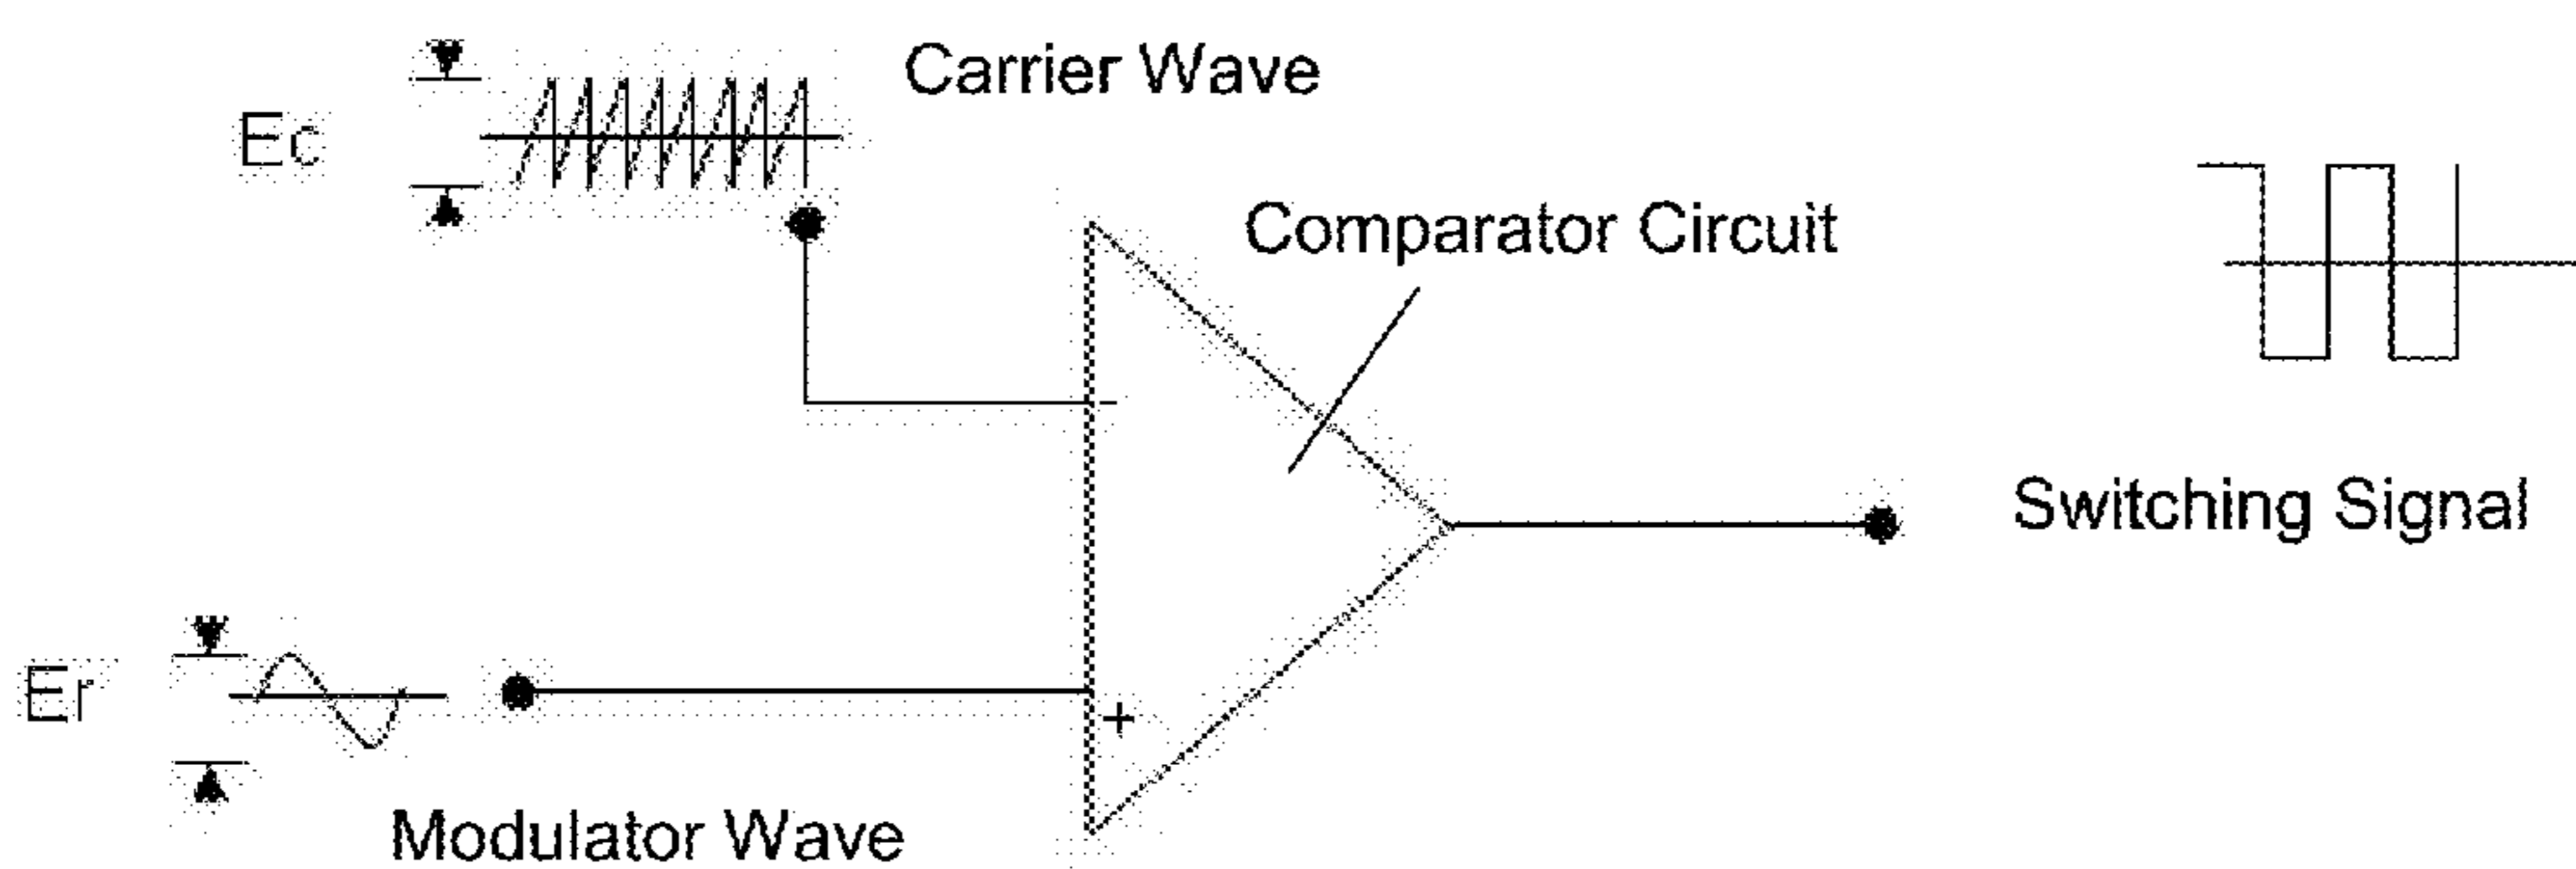 Carrier Wave
Ec
Comparator Circuit
-
Switching Signal
Er
+
Modulator Wave